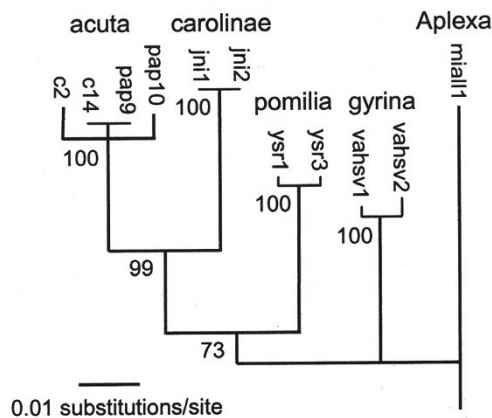 acuta carolinae Aplexa
c2 c14 pap9 pap10 jni1 jni2 miall1
100
pomilia gyrina
ysr1 ysr3 vahsv1 vahsv2
100
100
100
99
73
0.01 substitutions/site